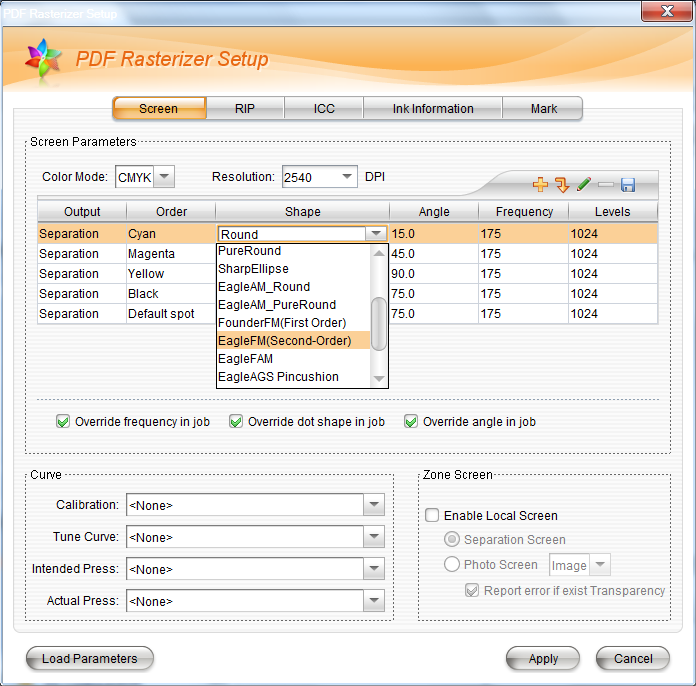 PDF Rasterizer Setup
PDF Rasterizer Setup
Screen RIP ICC Ink Information Mark
Screen Parameters
Color Mode: CMYK Resolution: 2540 DPI
Output Order Shape Angle Frequency Levels
Separation Cyan Round 15.0 175 1024
Separation Magenta 45.0 175 1024
Separation Yellow 90.0 175 1024
Separation Black 75.0 175 1024
Separation Default spot 75.0 175 1024
PureRound
SharpEllipse
EagleAM_Round
EagleAM_PureRound
FounderFM(First Order)
EagleFM(Second-Order)
EagleFAM
EagleAGS Pincushion
Override frequency in job Override dot shape in job Override angle in job
Curve
Calibration: <None>
Tune Curve: <None>
Intended Press: <None>
Actual Press: <None>
Zone Screen
Enable Local Screen
Separation Screen
Photo Screen Image
Report error if exist Transparency
Load Parameters Apply Cancel